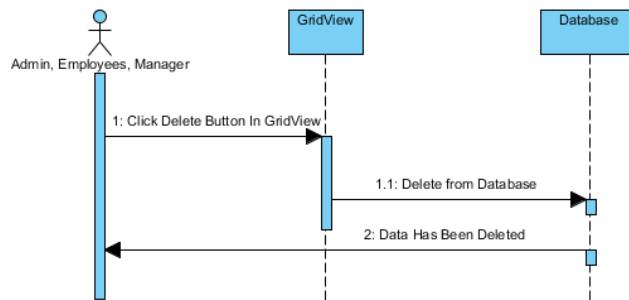 GridView
Database
Admin, Employees, Manager
1: Click Delete Button In GridView
1.1: Delete from Database
2: Data Has Been Deleted